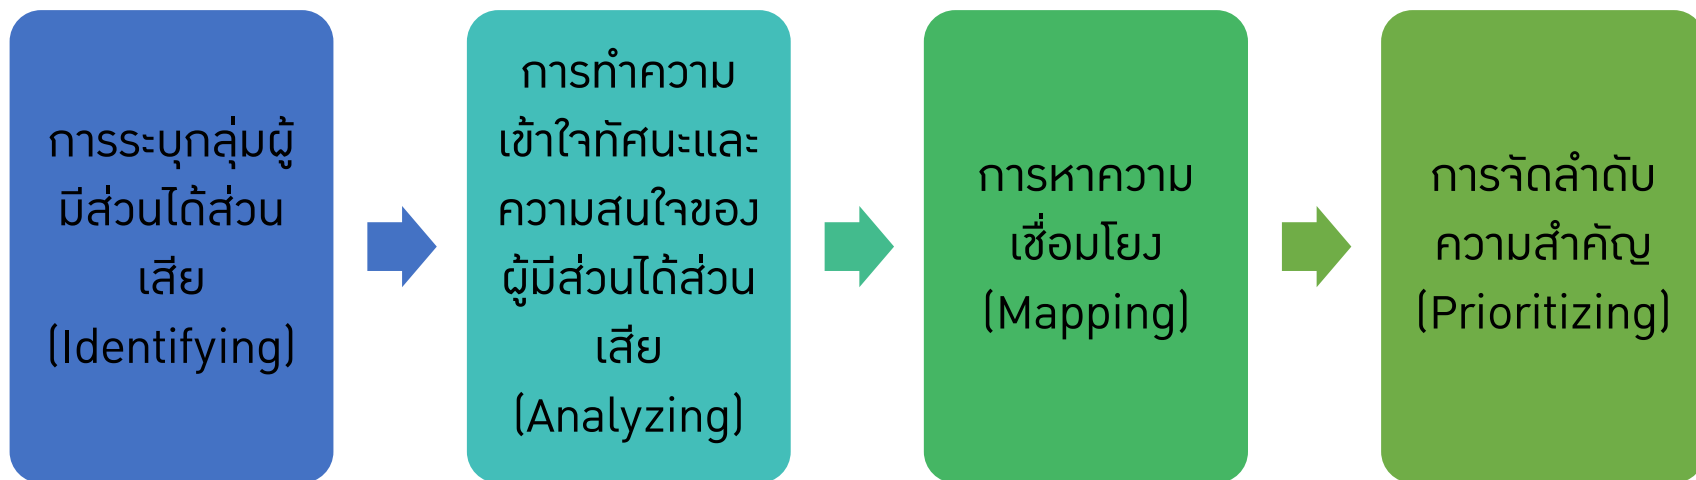 การระบุกลุ่มผู้
มีส่วนได้ส่วน
เสีย
(Identifying)
การทำความ
เข้าใจทัศนะและ
ความสนใจของ
ผู้มีส่วนได้ส่วน
เสีย
(Analyzing)
การหาความ
เชื่อมโยง
(Mapping)
การจัดลำดับ
ความสำคัญ
(Prioritizing)